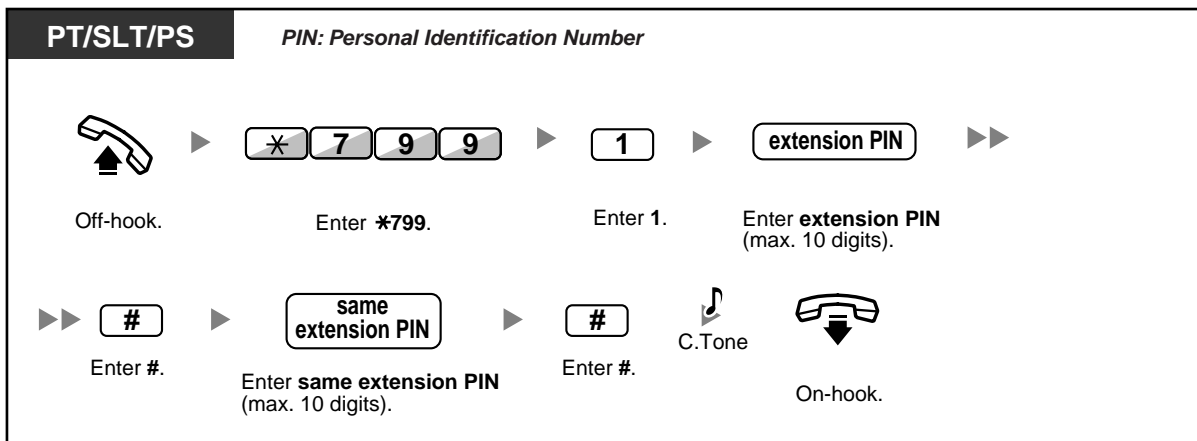 PT/SLT/PS
PIN: Personal Identification Number
* 7 9 9
1
extension PIN
Off-hook.
Enter *799.
Enter 1.
Enter extension PIN
(max. 10 digits).
#
same
extension PIN
#
C.Tone
Enter #.
Enter same extension PIN
(max. 10 digits).
Enter #.
On-hook.